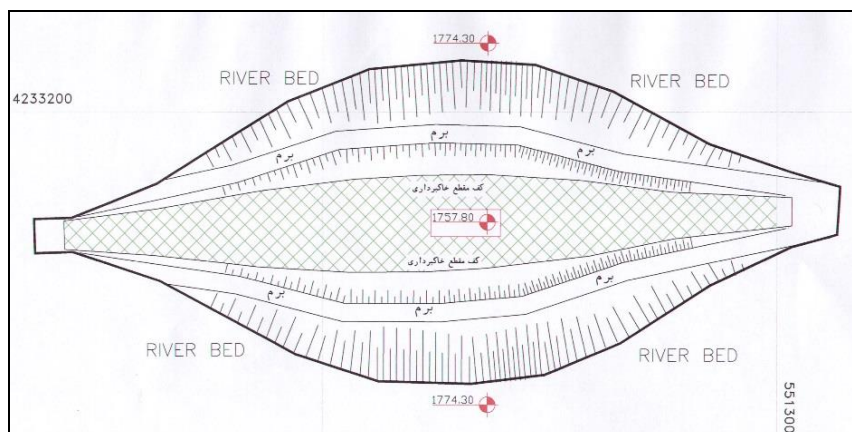 1774.30
RIVER BED
RIVER BED
4233200
برم
برم
برم
کف مقطع خاکبرداری
1757.80
کف مقطع خاکبرداری
برم
برم
برم
RIVER BED
RIVER BED
1774.30
551300